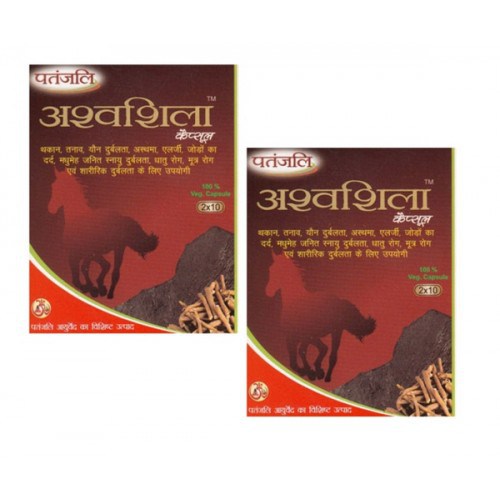 पतंजलि
अश्वशिला TM
कैप्सूल
थकान, तनाव, यौन दुर्बलता, अस्थमा, एलर्जी, जोड़ों का
दर्द, मधुमेह जनित स्नायु दुर्बलता, धातु रोग, मूत्र रोग
एवं शारीरिक दुर्बलता के लिए उपयोगी
100 %
Veg. Capsule
2x10
पतंजलि आयुर्वेद का विशिष्ट उत्पाद
पतंजलि
अश्वशिला TM
कैप्सूल
थकान, तनाव, यौन दुर्बलता, अस्थमा, एलर्जी, जोड़ों का
दर्द, मधुमेह जनित स्नायु दुर्बलता, धातु रोग, मूत्र रोग
एवं शारीरिक दुर्बलता के लिए उपयोगी
100 %
Veg. Capsule
2x10
पतंजलि आयुर्वेद का विशिष्ट उत्पाद